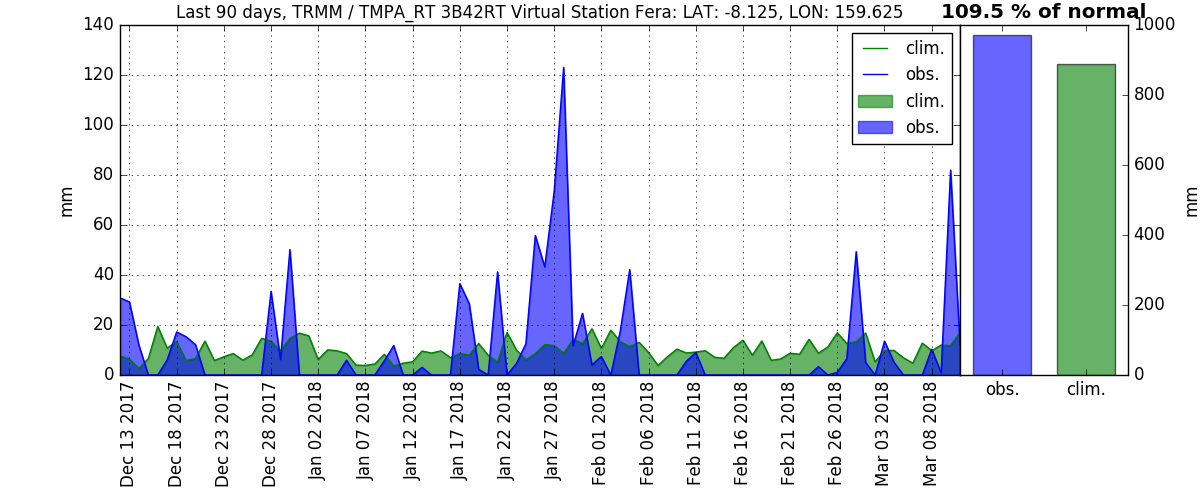 Last 90 days, TRMM / TMPA_RT 3B42RT Virtual Station Fera: LAT: -8.125, LON: 159.625
109.5 % of normal
140
120
100
80
60
40
20
0
mm
clim.
obs.
clim.
obs.
Dec 13 2017
Dec 18 2017
Dec 23 2017
Dec 28 2017
Jan 02 2018
Jan 07 2018
Jan 12 2018
Jan 17 2018
Jan 22 2018
Jan 27 2018
Feb 01 2018
Feb 06 2018
Feb 11 2018
Feb 16 2018
Feb 21 2018
Feb 26 2018
Mar 03 2018
Mar 08 2018
1000
800
600
400
200
0
mm
obs.
clim.